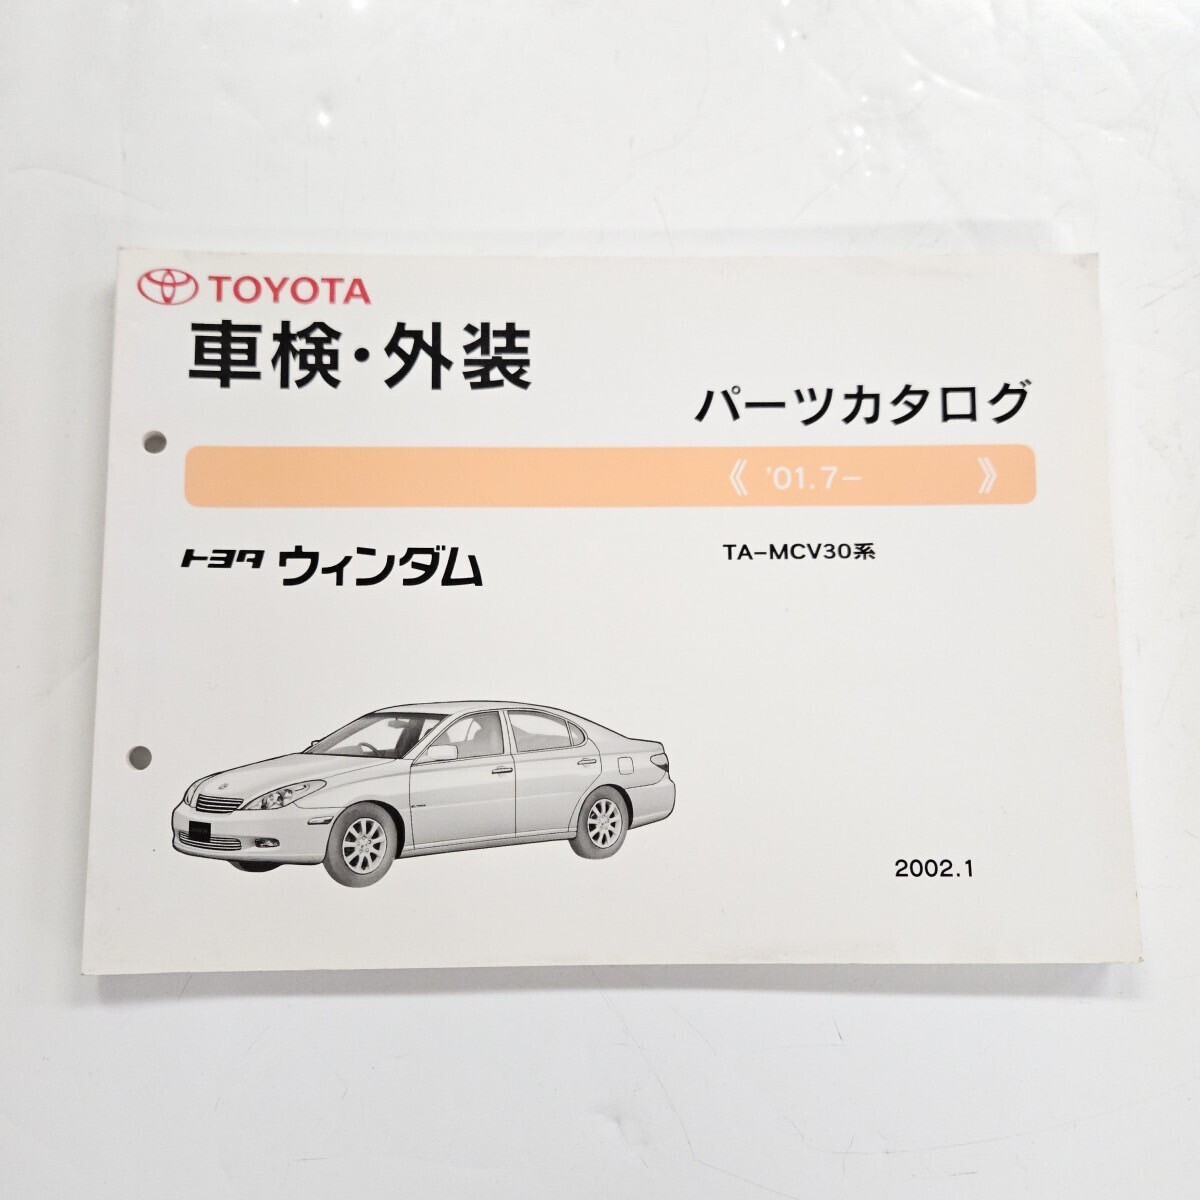 TOYOTA
車検・外装
パーツカタログ
《 '01.7− 》
トヨタ ウィンダム
TA−MCV30系
2002.1